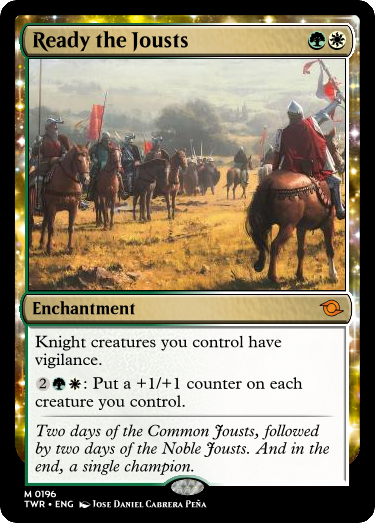 Ready the Jousts
Enchantment
Knight creatures you control have
vigilance.
2: Put a +1/+1 counter on each
creature you control.
Two days of the Common Jousts, followed
by two days of the Noble Jousts. And in the
end, a single champion.
M 0196
TWR • ENG Jose Daniel Cabrera Peña